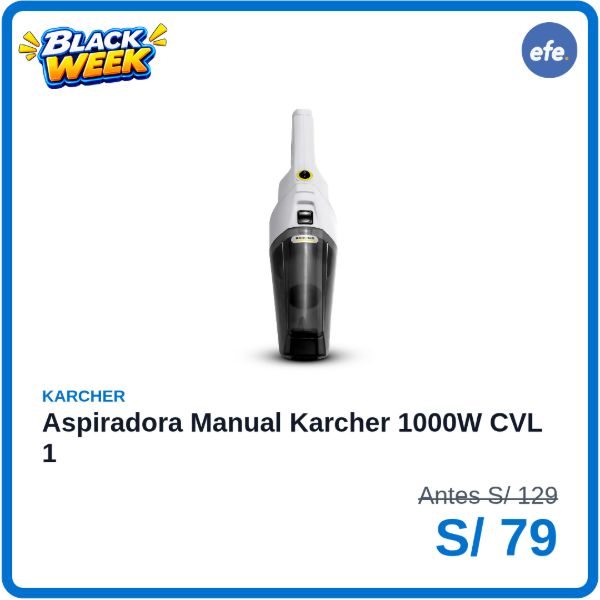 BLACK
WEEK
efe.
KARCHER
Aspiradora Manual Karcher 1000W CVL
1
Antes S/ 129
S/ 79